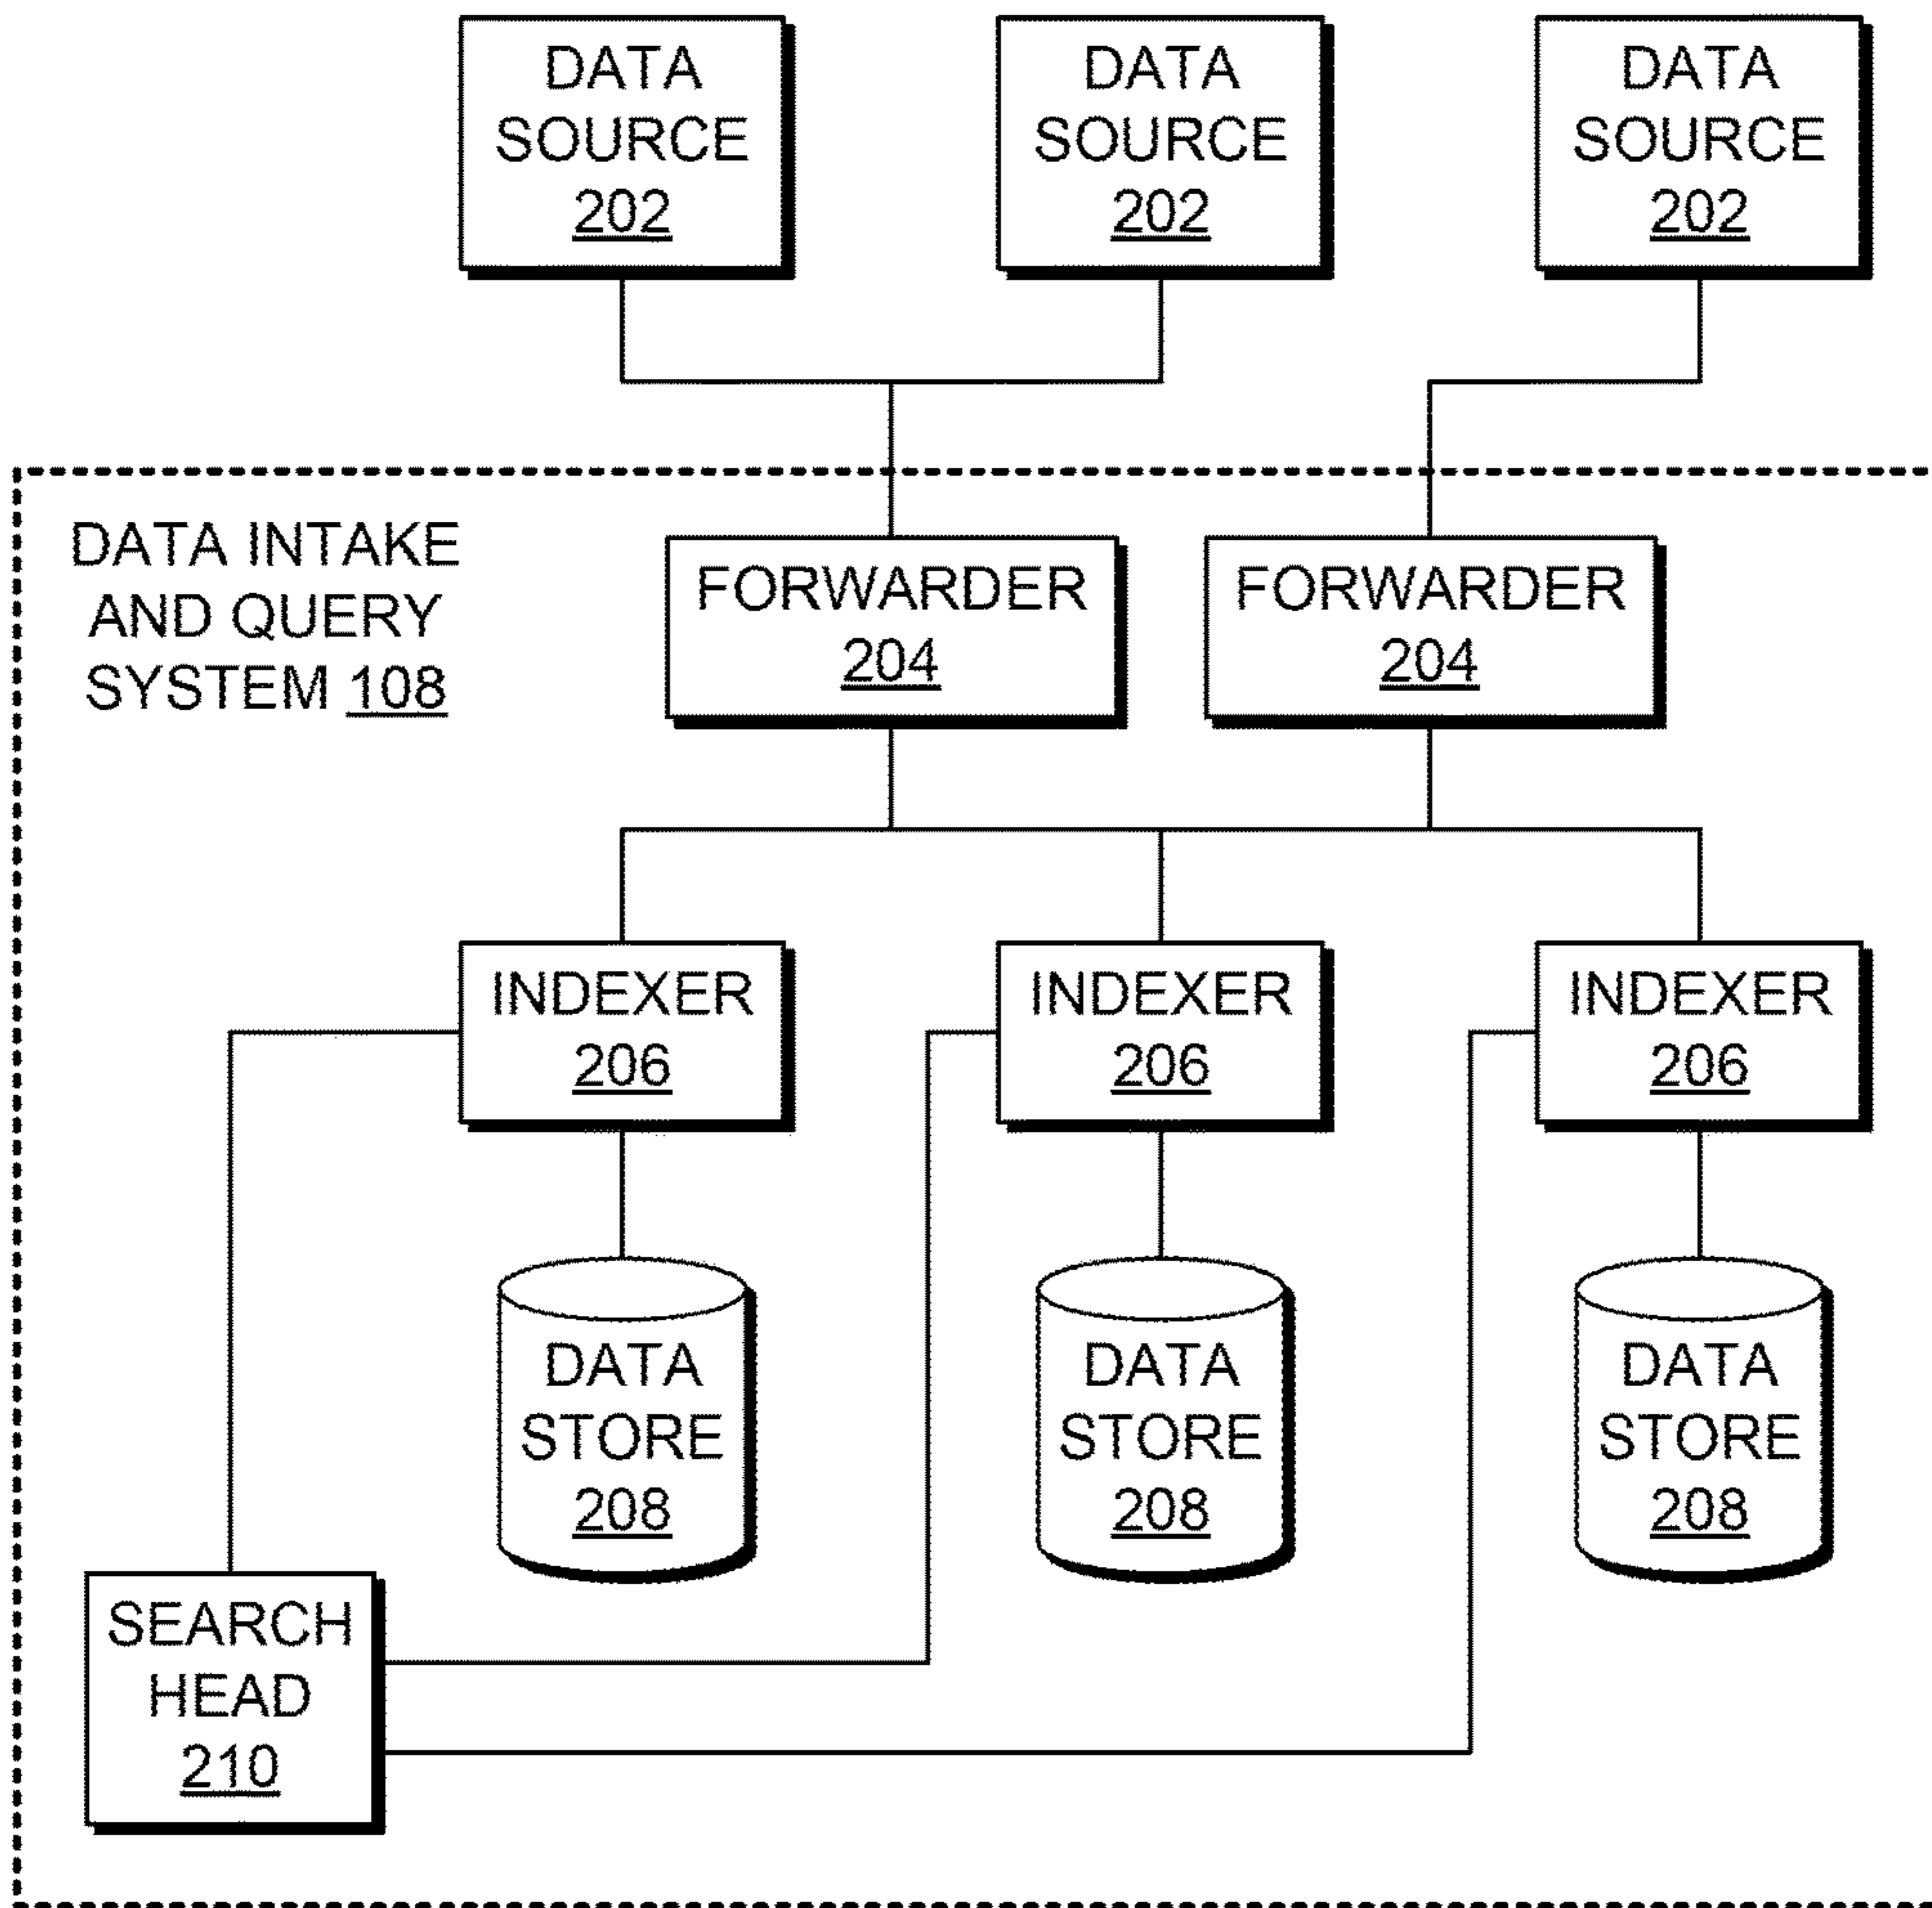 DATA
SOURCE
202
DATA
SOURCE
202
DATA
SOURCE
202
DATA INTAKE
AND QUERY
SYSTEM 108
FORWARDER
204
FORWARDER
204
INDEXER
206
INDEXER
206
INDEXER
206
DATA
STORE
208
DATA
STORE
208
DATA
STORE
208
SEARCH
HEAD
210